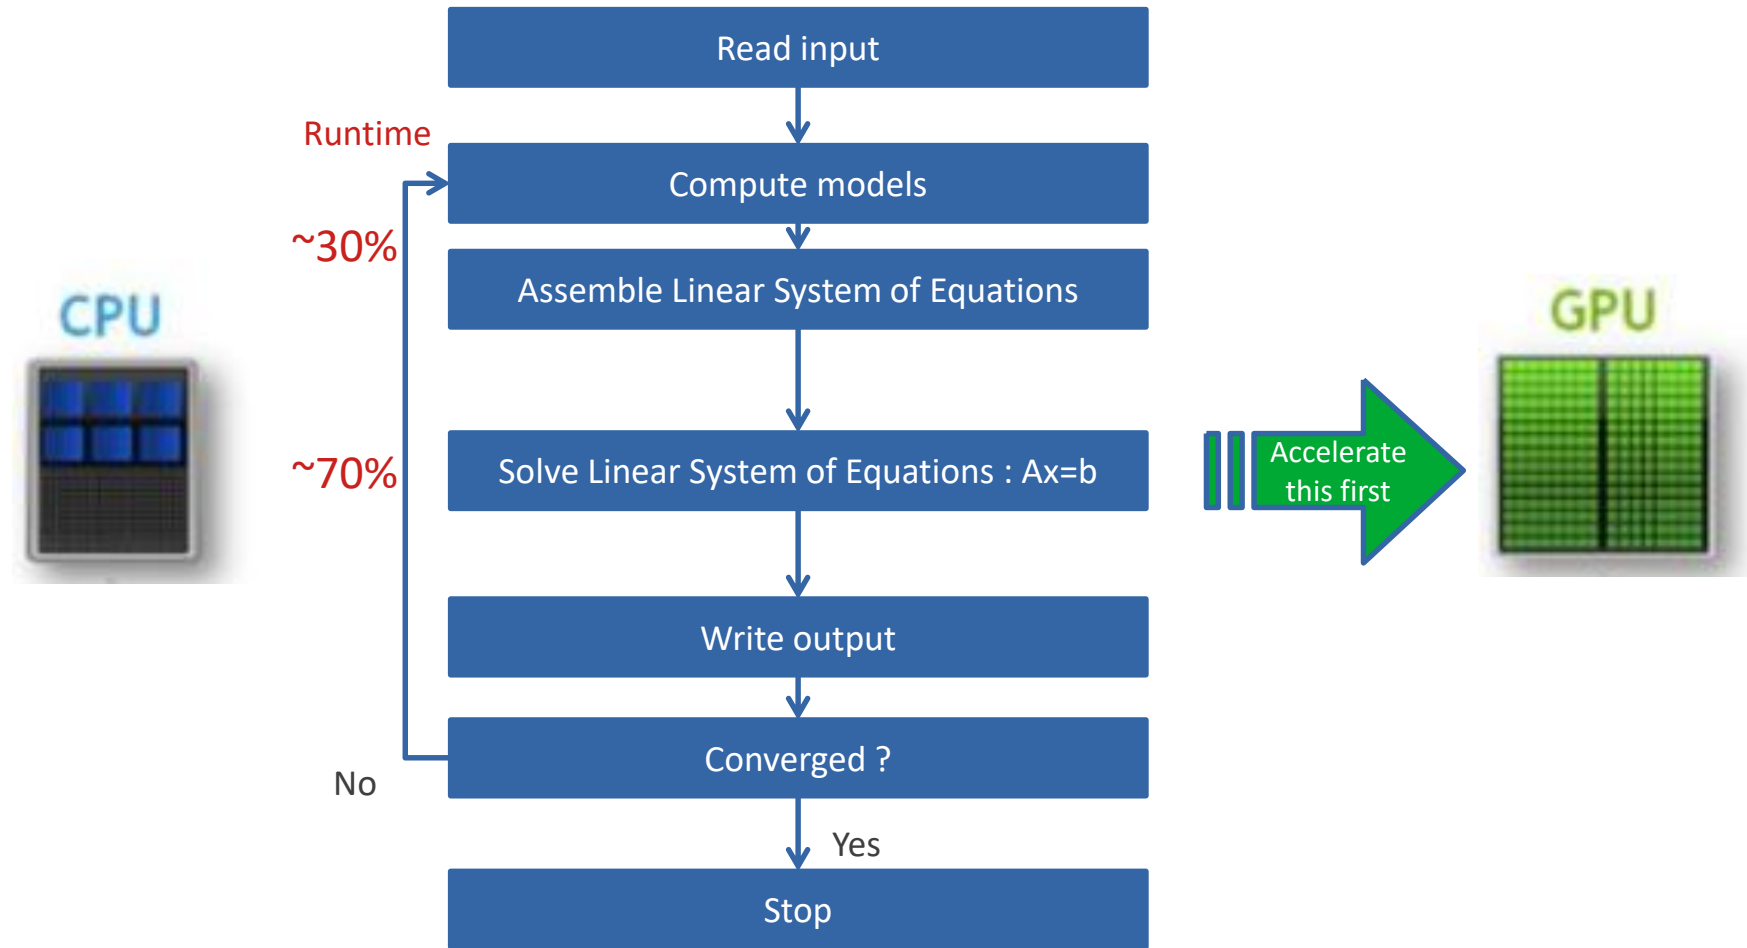 Read input
Runtime
Compute models
~30%
Assemble Linear System of Equations
CPU
GPU
~70%
Solve Linear System of Equations : Ax=b
Accelerate
this first
Write output
Converged ?
No
Yes
Stop